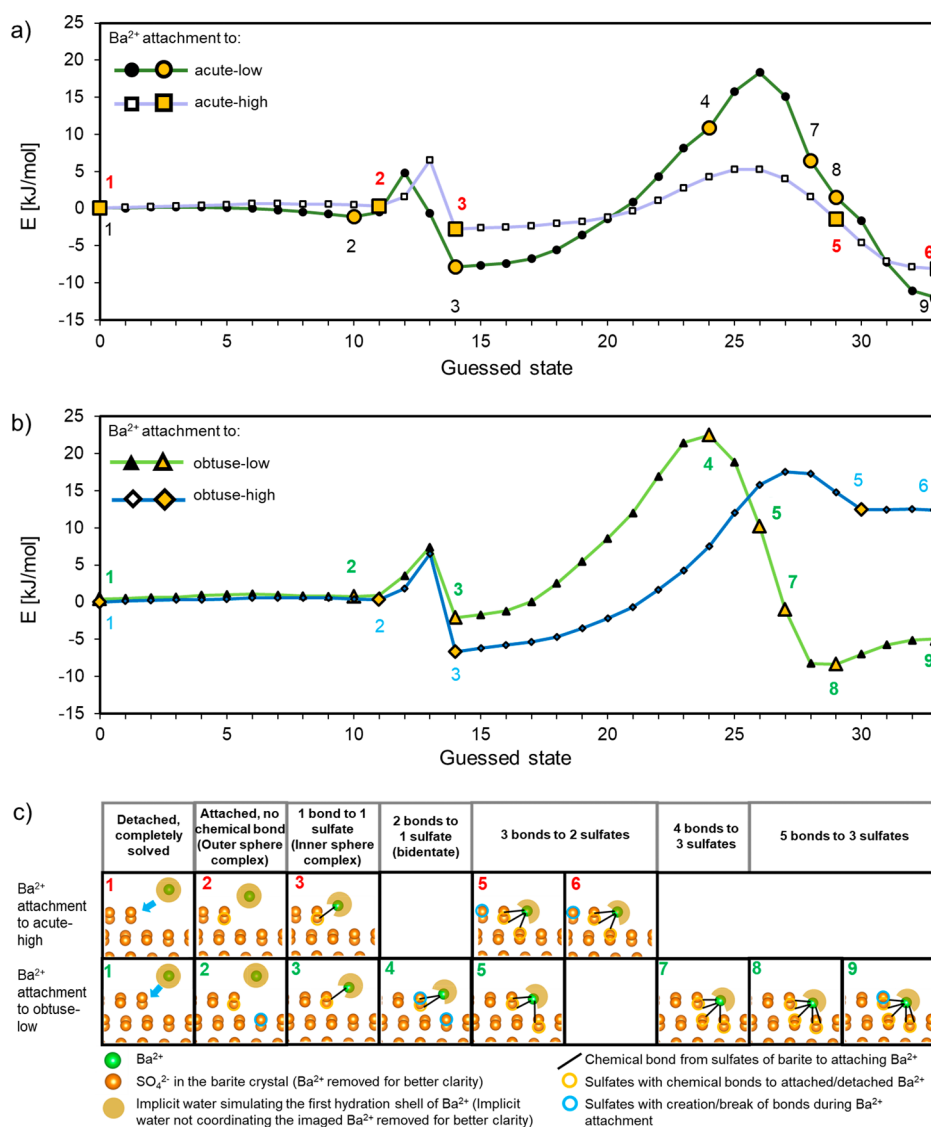 a)
E [kJ/mol]
25
20
15
10
5
0
-5
-10
-15
Ba²⁺ attachment to:
acute-low
acute-high
1
1
2
2
3
3
4
7
8
5
6
9
0 5 10 15 20 25 30
Guessed state
b)
E [kJ/mol]
25
20
15
10
5
0
-5
-10
-15
Ba²⁺ attachment to:
obtuse-low
obtuse-high
1
1
2
2
3
3
4
5
5
6
7
8
9
0 5 10 15 20 25 30
Guessed state
c)
Detached, completely solved
Attached, no chemical bond (Outer sphere complex)
1 bond to 1 sulfate (Inner sphere complex)
2 bonds to 1 sulfate (bidentate)
3 bonds to 2 sulfates
4 bonds to 3 sulfates
5 bonds to 3 sulfates
Ba²⁺ attachment to acute-high
1 2 3 5 6
Ba²⁺ attachment to obtuse-low
1 2 3 4 5 7 8 9
Ba²⁺
SO₄²⁻ in the barite crystal (Ba²⁺ removed for better clarity)
Implicit water simulating the first hydration shell of Ba²⁺ (Implicit
water not coordinating the imaged Ba²⁺ removed for better clarity)
Chemical bond from sulfates of barite to attaching Ba²⁺
Sulfates with chemical bonds to attached/detached Ba²⁺
Sulfates with creation/break of bonds during Ba²⁺
attachment